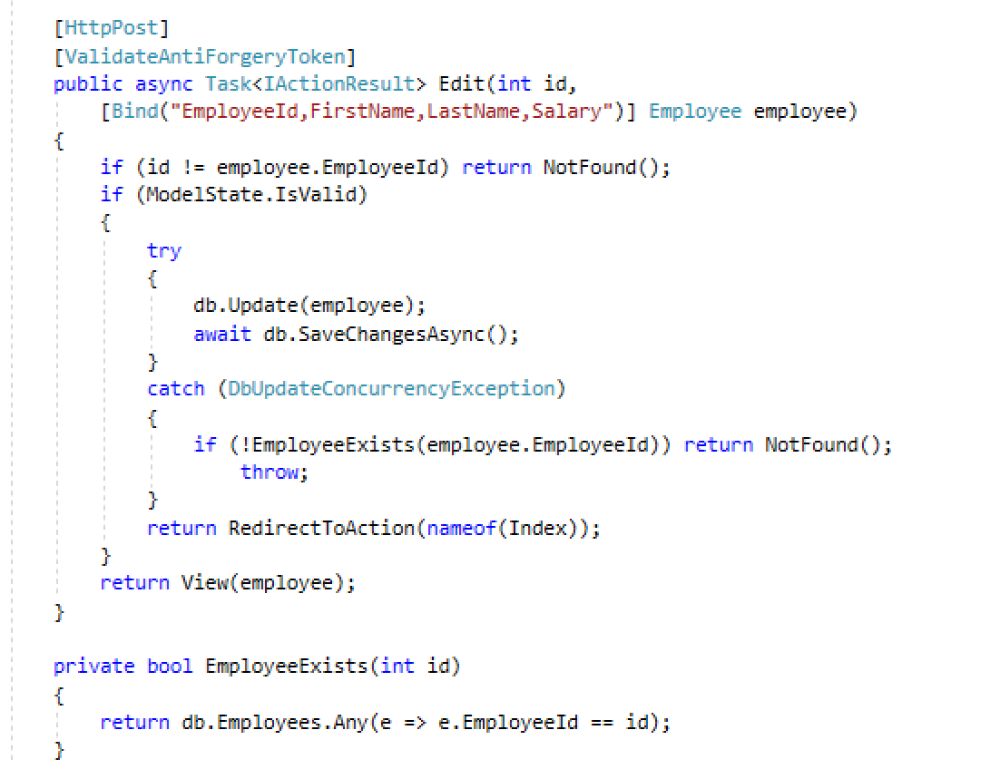 [HttpPost]
[ValidateAntiForgeryToken]
public async Task<IActionResult> Edit(int id,
    [Bind("EmployeeId,FirstName,LastName,Salary")] Employee employee)
{
    if (id != employee.EmployeeId) return NotFound();
    if (ModelState.IsValid)
    {
        try
        {
            db.Update(employee);
            await db.SaveChangesAsync();
        }
        catch (DbUpdateConcurrencyException)
        {
            if (!EmployeeExists(employee.EmployeeId)) return NotFound();
                throw;
        }
        return RedirectToAction(nameof(Index));
    }
    return View(employee);
}

private bool EmployeeExists(int id)
{
    return db.Employees.Any(e => e.EmployeeId == id);
}